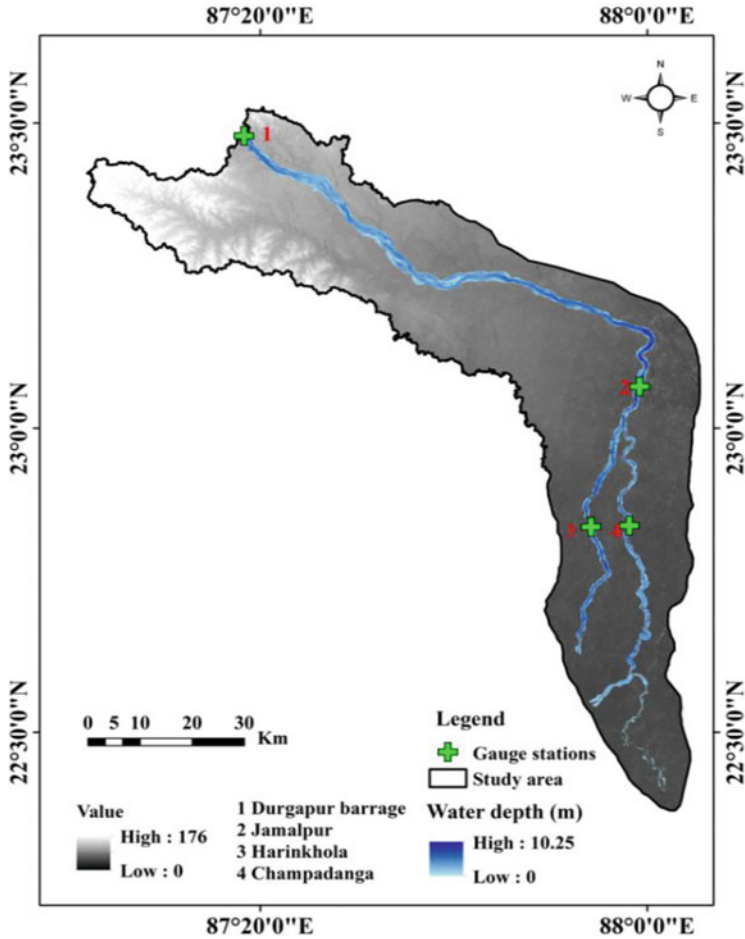 87°20'0"E 88°0'0"E
23°30'0"N 23°30'0"N
N
W E
S
1
2
23°0'0"N 23°0'0"N
3 4
22°30'0"N 22°30'0"N
0 5 10 20 30
Km
Legend
Gauge stations
Study area
Value
High : 176
Low : 0
1 Durgapur barrage
2 Jamalpur
3 Harinkhola
4 Champadanga
Water depth (m)
High : 10.25
Low : 0
87°20'0"E 88°0'0"E